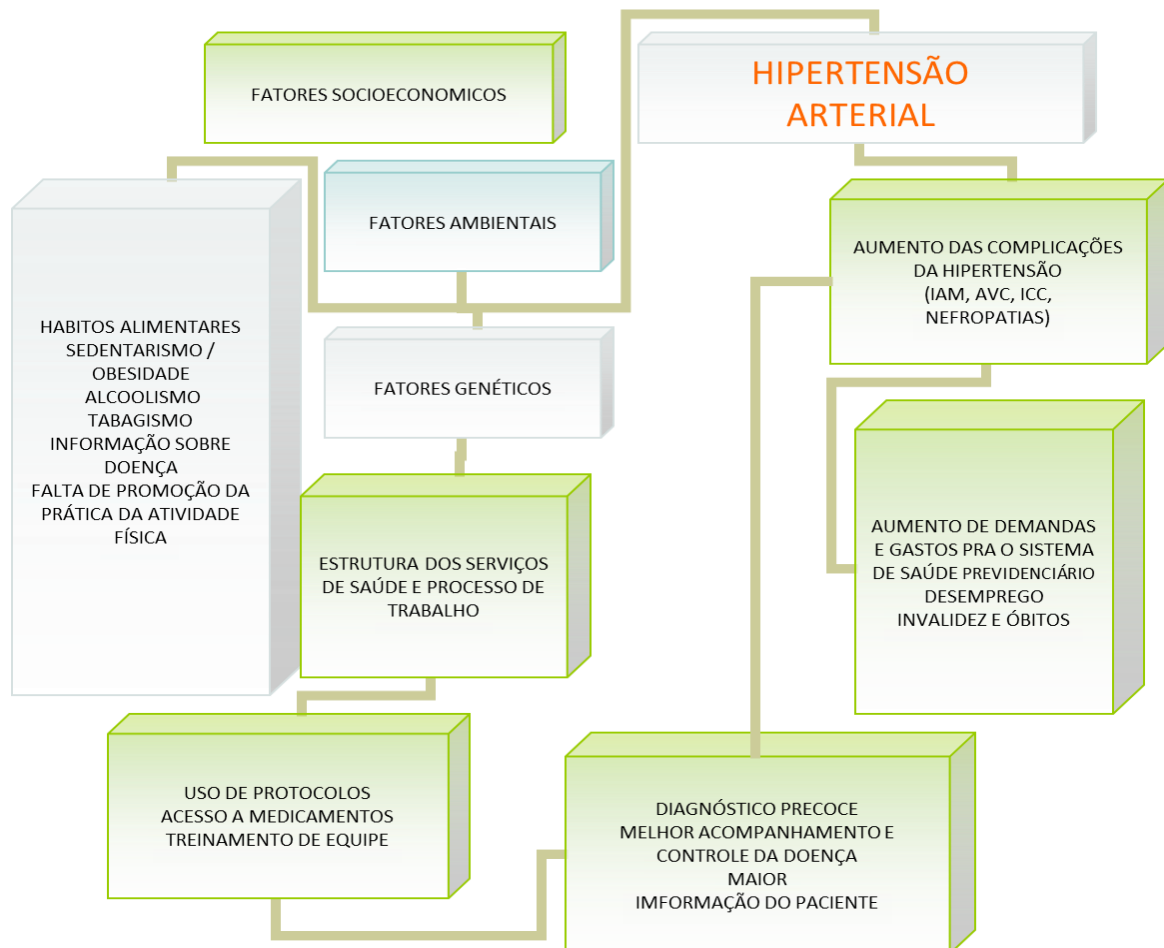 FATORES SOCIOECONOMICOS
HIPERTENSÃO
ARTERIAL
FATORES AMBIENTAIS
HABITOS ALIMENTARES
SEDENTARISMO /
OBESIDADE
ALCOOLISMO
TABAGISMO
INFORMAÇÃO SOBRE
DOENÇA
FALTA DE PROMOÇÃO DA
PRÁTICA DA ATIVIDADE
FÍSICA
AUMENTO DAS COMPLICAÇÕES
DA HIPERTENSÃO
(IAM, AVC, ICC,
NEFROPATIAS)
FATORES GENÉTICOS
ESTRUTURA DOS SERVIÇOS
DE SAÚDE E PROCESSO DE
TRABALHO
AUMENTO DE DEMANDAS
E GASTOS PRA O SISTEMA
DE SAÚDE PREVIDENCIÁRIO
DESEMPREGO
INVALIDEZ E ÓBITOS
USO DE PROTOCOLOS
ACESSO A MEDICAMENTOS
TREINAMENTO DE EQUIPE
DIAGNÓSTICO PRECOCE
MELHOR ACOMPANHAMENTO E
CONTROLE DA DOENÇA
MAIOR
IMFORMAÇÃO DO PACIENTE